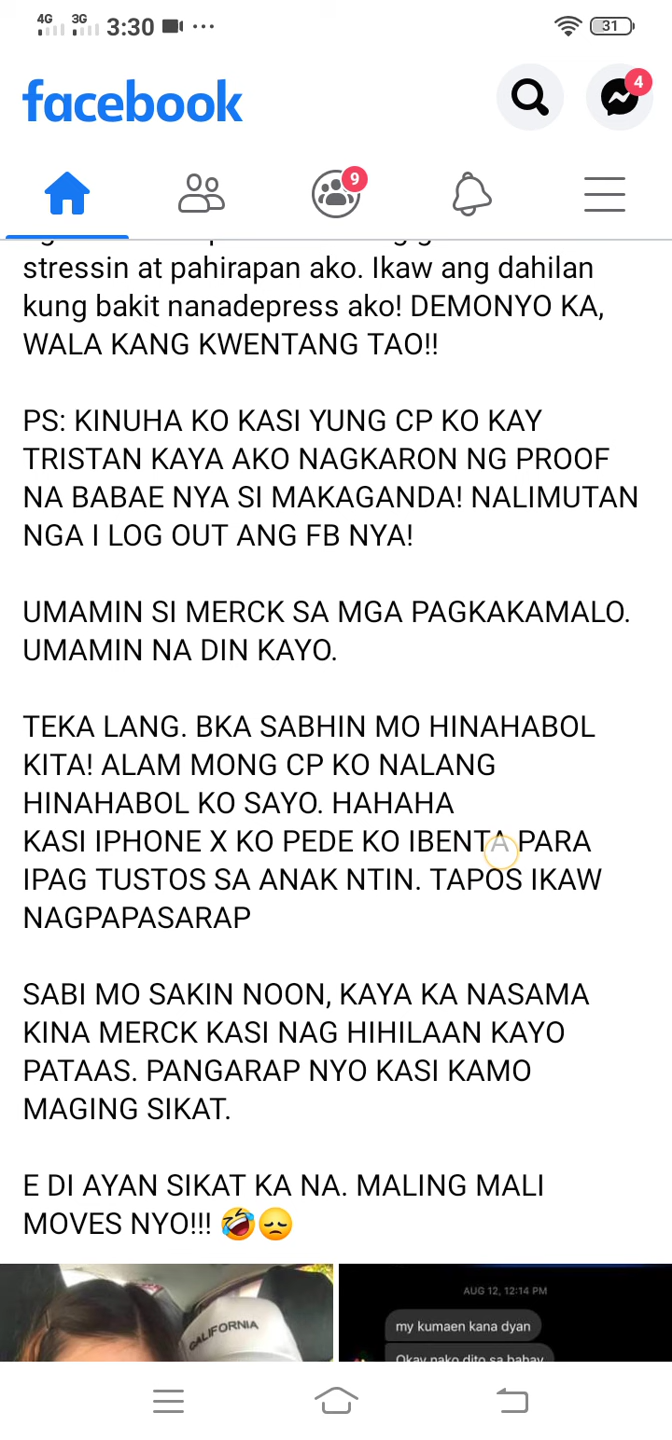 4G 3G 3:30 31
facebook
4
9
stressin at pahirapan ako. Ikaw ang dahilan
kung bakit nanadepress ako! DEMONYO KA,
WALA KANG KWENTANG TAO!!
PS: KINUHA KO KASI YUNG CP KO KAY
TRISTAN KAYA AKO NAGKARON NG PROOF
NA BABAE NYA SI MAKAGANDA! NALIMUTAN
NGA I LOG OUT ANG FB NYA!
UMAMIN SI MERCK SA MGA PAGKAKAMALO.
UMAMIN NA DIN KAYO.
TEKA LANG. BKA SABHIN MO HINAHABOL
KITA! ALAM MONG CP KO NALANG
HINAHABOL KO SAYO. HAHAHA
KASI IPHONE X KO PEDE KO IBENTA PARA
IPAG TUSTOS SA ANAK NTIN. TAPOS IKAW
NAGPAPASARAP
SABI MO SAKIN NOON, KAYA KA NASAMA
KINA MERCK KASI NAG HIHILAAN KAYO
PATAAS. PANGARAP NYO KASI KAMO
MAGING SIKAT.
E DI AYAN SIKAT KA NA. MALING MALI
MOVES NYO!!! 🤣😞
CALIFORNIA
AUG 12, 12:14 PM
my kumaen kana dyan
Okay nako dito sa bahay